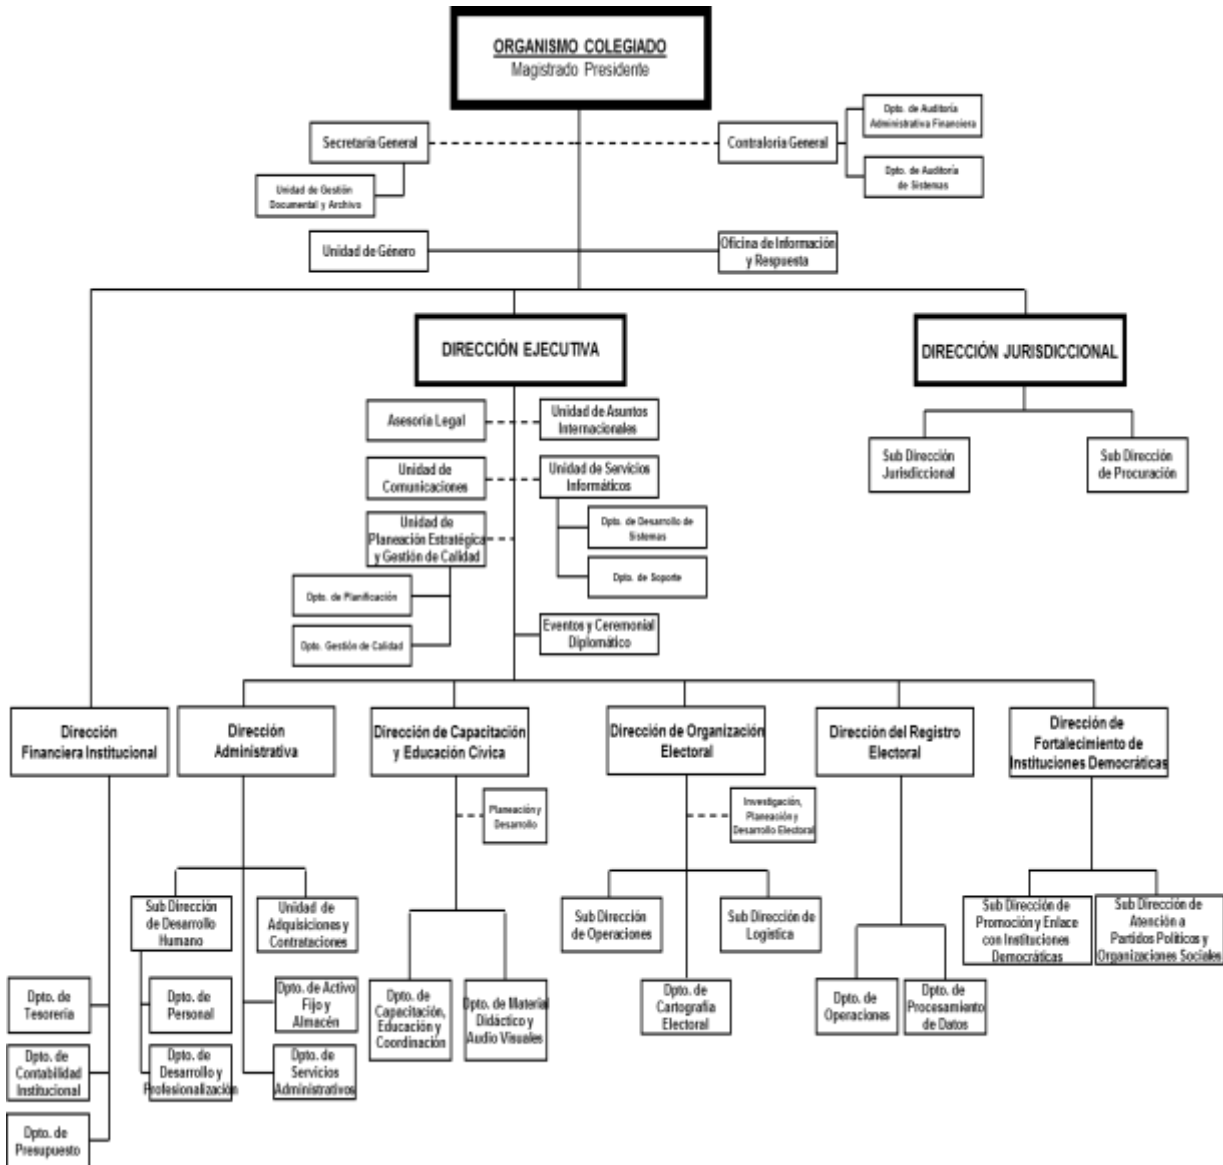 ORGANISMO COLEGIADO
Magistrado Presidente
Secretaría General
Contraloría General
Dpto. de Auditoría
Administrativa Financiera
Dpto. de Auditoría
de Sistemas
Unidad de Gestión
Documental y Archivo
Unidad de Género
Oficina de Información
y Respuesta
DIRECCIÓN EJECUTIVA
DIRECCIÓN JURISDICCIONAL
Asesoría Legal
Unidad de Asuntos
Internacionales
Unidad de
Comunicaciones
Unidad de Servicios
Informáticos
Sub Dirección
Jurisdiccional
Sub Dirección
de Procuración
Unidad de
Planeación Estratégica
y Gestión de Calidad
Dpto. de Desarrollo de
Sistemas
Dpto. de Soporte
Dpto. de Planificación
Dpto. Gestión de Calidad
Eventos y Ceremonial
Diplomático
Dirección
Financiera Institucional
Dirección
Administrativa
Dirección de Capacitación
y Educación Cívica
Dirección de Organización
Electoral
Dirección del Registro
Electoral
Dirección de
Fortalecimiento de
Instituciones Democráticas
Planeación y
Desarrollo
Investigación,
Planeación y
Desarrollo Electoral
Sub Dirección
de Desarrollo
Humano
Unidad de
Adquisiciones y
Contrataciones
Sub Dirección
de Operaciones
Sub Dirección de
Logística
Sub Dirección de
Promoción y Enlace
con Instituciones
Democráticas
Sub Dirección de
Atención a
Partidos Políticos y
Organizaciones Sociales
Dpto. de
Tesorería
Dpto. de
Personal
Dpto. de Activo
Fijo y
Almacén
Dpto. de
Capacitación,
Educación y
Coordinación
Dpto. de Material
Didáctico y
Audio Visuales
Dpto. de
Cartografía
Electoral
Dpto. de
Operaciones
Dpto. de
Procesamiento
de Datos
Dpto. de
Contabilidad
Institucional
Dpto. de
Desarrollo y
Profesionalización
Dpto. de
Servicios
Administrativos
Dpto. de
Presupuesto